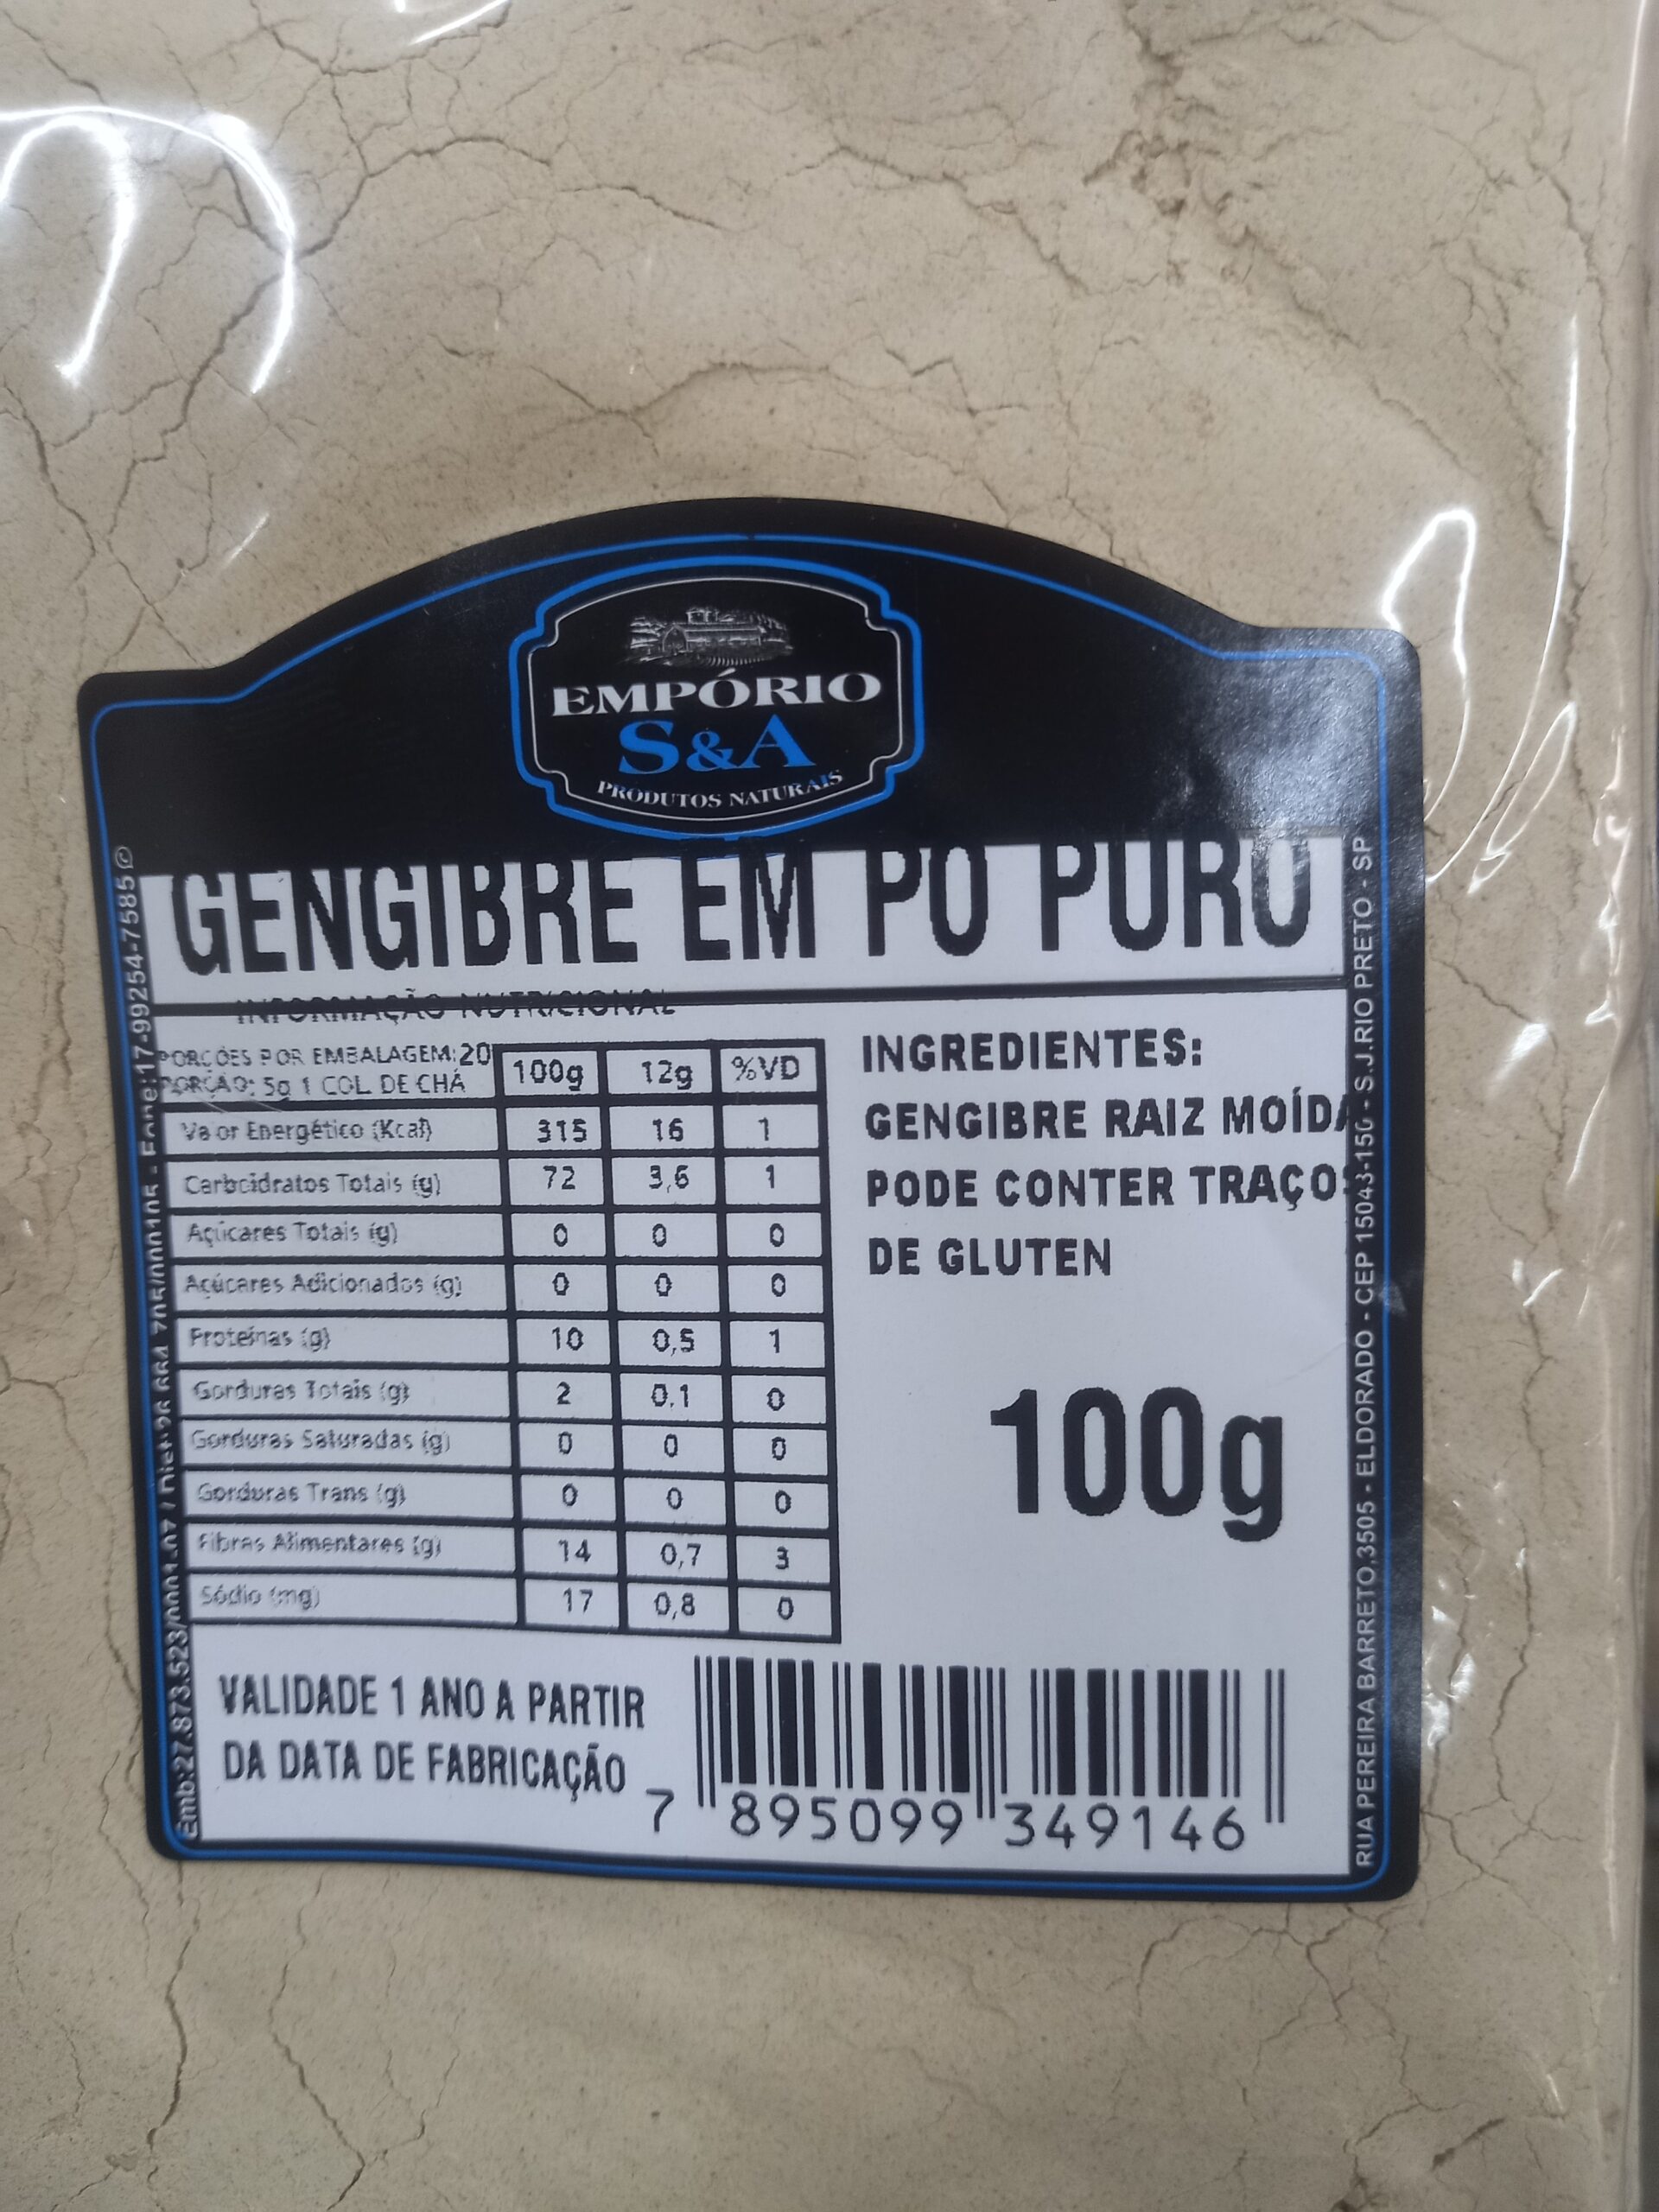 EMPÓRIO
S&A
PRODUTOS NATURAIS
GENGIBRE EM PÓ PURO
INFORMAÇÃO NUTRICIONAL
PORÇÕES POR EMBALAGEM:20
PORÇÃO: 5g 1 COL. DE CHÁ
100g 12g %VD
Valor Energético (Kcal) 315 16 1
Carboidratos Totais (g) 72 3,6 1
Açúcares Totais (g) 0 0 0
Açúcares Adicionados (g) 0 0 0
Proteínas (g) 10 0,5 1
Gorduras Totais (g) 2 0,1 0
Gorduras Saturadas (g) 0 0 0
Gorduras Trans (g) 0 0 0
Fibras Alimentares (g) 14 0,7 3
Sódio (mg) 17 0,8 0
INGREDIENTES:
GENGIBRE RAIZ MOÍDA
PODE CONTER TRAÇOS
DE GLUTEN
100g
VALIDADE 1 ANO A PARTIR
DA DATA DE FABRICAÇÃO
7 895099 349146
Fone:17-99254-7585
RUA PEREIRA BARRETO,3505 - ELDORADO - CEP 15043-150 - S.J.RIO PRETO - SP